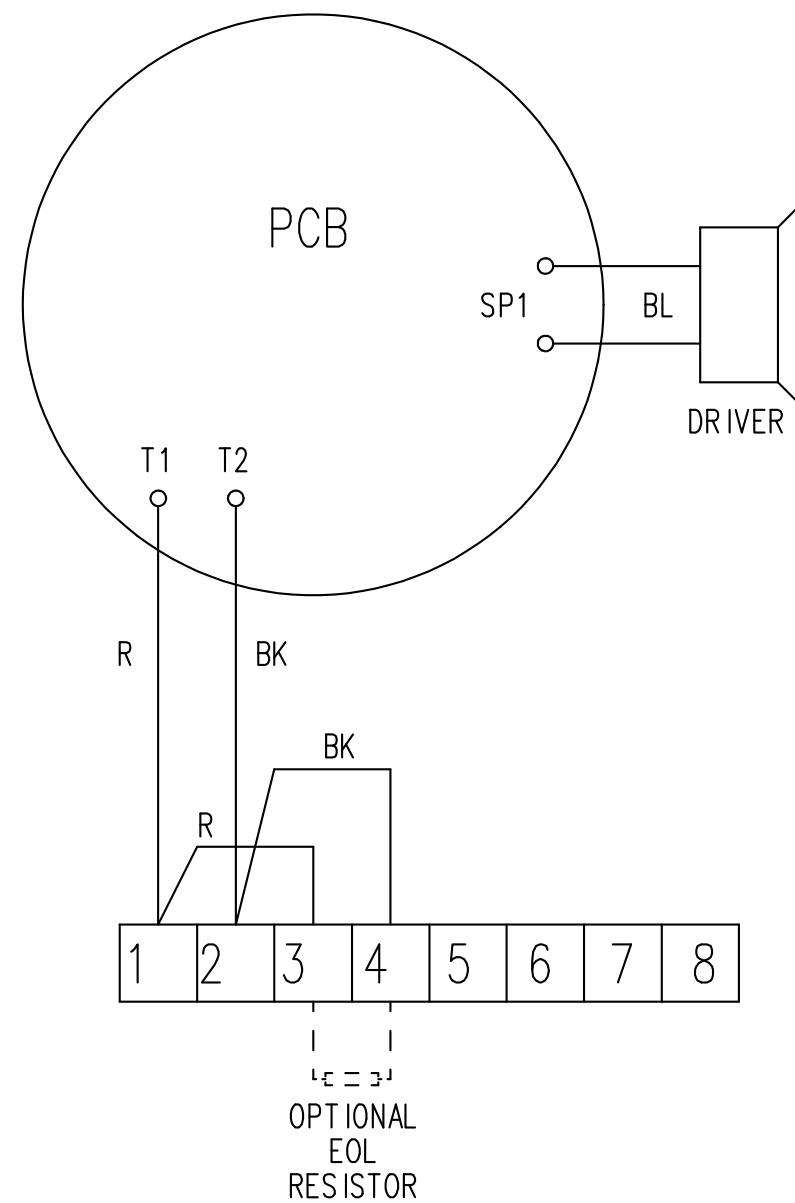 PCB
SP1
BL
DRIVER
T1 T2
R
BK
BK
R
1 2 3 4 5 6 7 8
OPTIONAL
EOL
RESISTOR